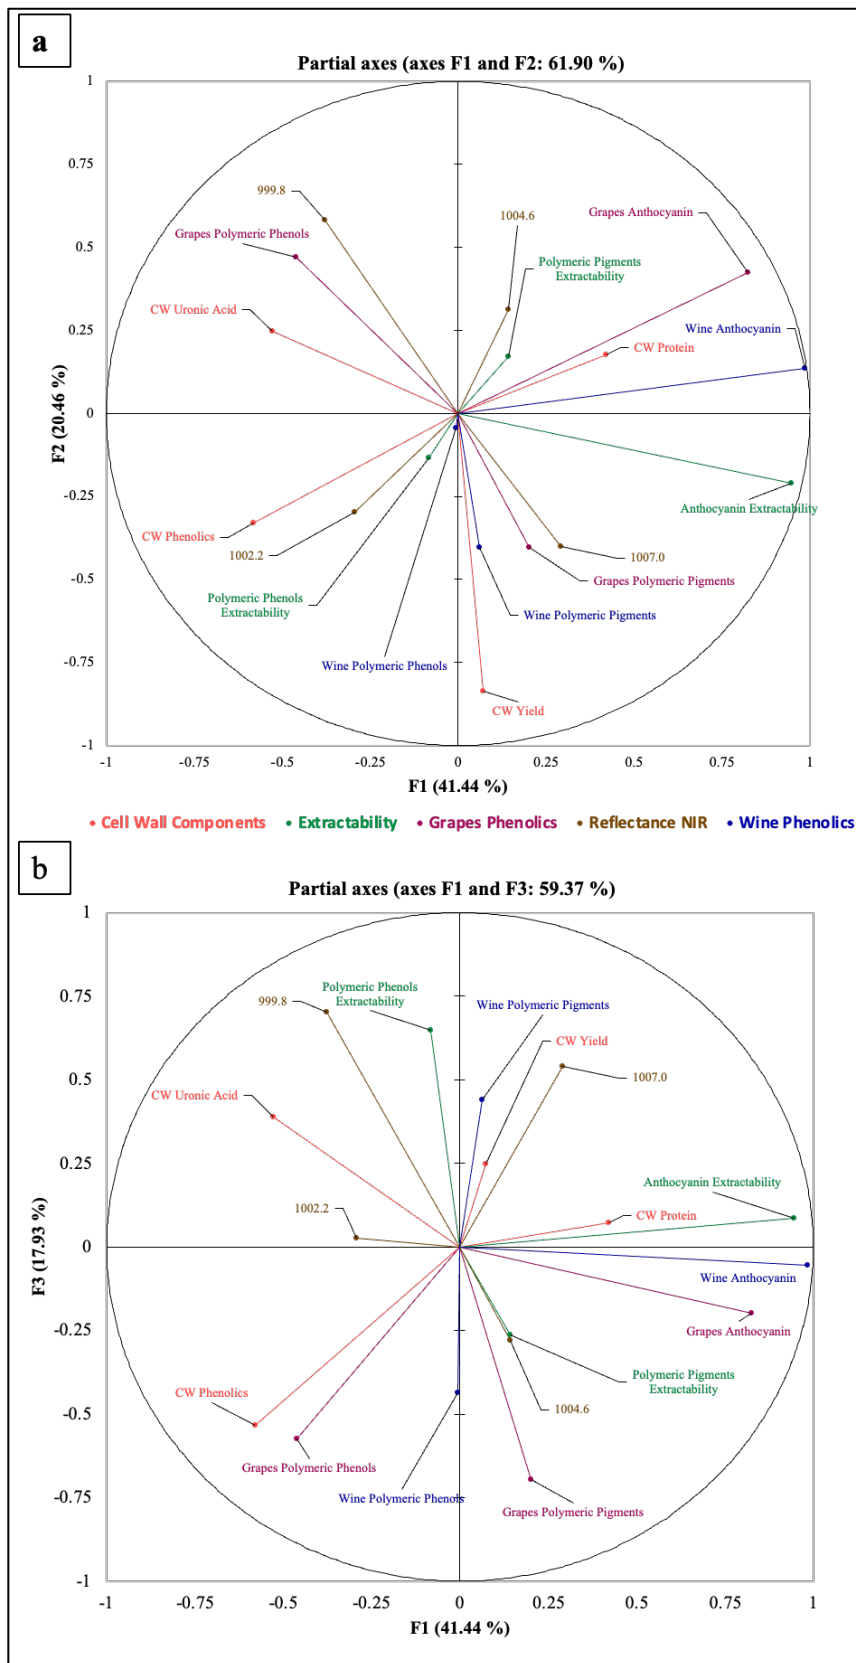 a
Partial axes (axes F1 and F2: 61.90 %)
1
0.75
0.5
0.25
0
-0.25
-0.5
-0.75
-1
F2 (20.46 %)
999.8
Grapes Polymeric Phenols
CW Uronic Acid
1004.6
Grapes Anthocyanin
Polymeric Pigments
Extractability
Wine Anthocyanin
CW Protein
CW Phenolics
1002.2
Polymeric Phenols
Extractability
Wine Polymeric Phenols
Anthocyanin Extractability
1007.0
Grapes Polymeric Pigments
Wine Polymeric Pigments
CW Yield
-1 -0.75 -0.5 -0.25 0 0.25 0.5 0.75 1
F1 (41.44 %)
• Cell Wall Components • Extractability • Grapes Phenolics • Reflectance NIR • Wine Phenolics
b
Partial axes (axes F1 and F3: 59.37 %)
1
0.75
0.5
0.25
0
-0.25
-0.5
-0.75
-1
F3 (17.93 %)
Polymeric Phenols
Extractability
999.8
Wine Polymeric Pigments
CW Yield
1007.0
CW Uronic Acid
1002.2
Anthocyanin Extractability
CW Protein
Wine Anthocyanin
Grapes Anthocyanin
Polymeric Pigments
Extractability
1004.6
CW Phenolics
Grapes Polymeric Phenols
Wine Polymeric Phenols
Grapes Polymeric Pigments
-1 -0.75 -0.5 -0.25 0 0.25 0.5 0.75 1
F1 (41.44 %)